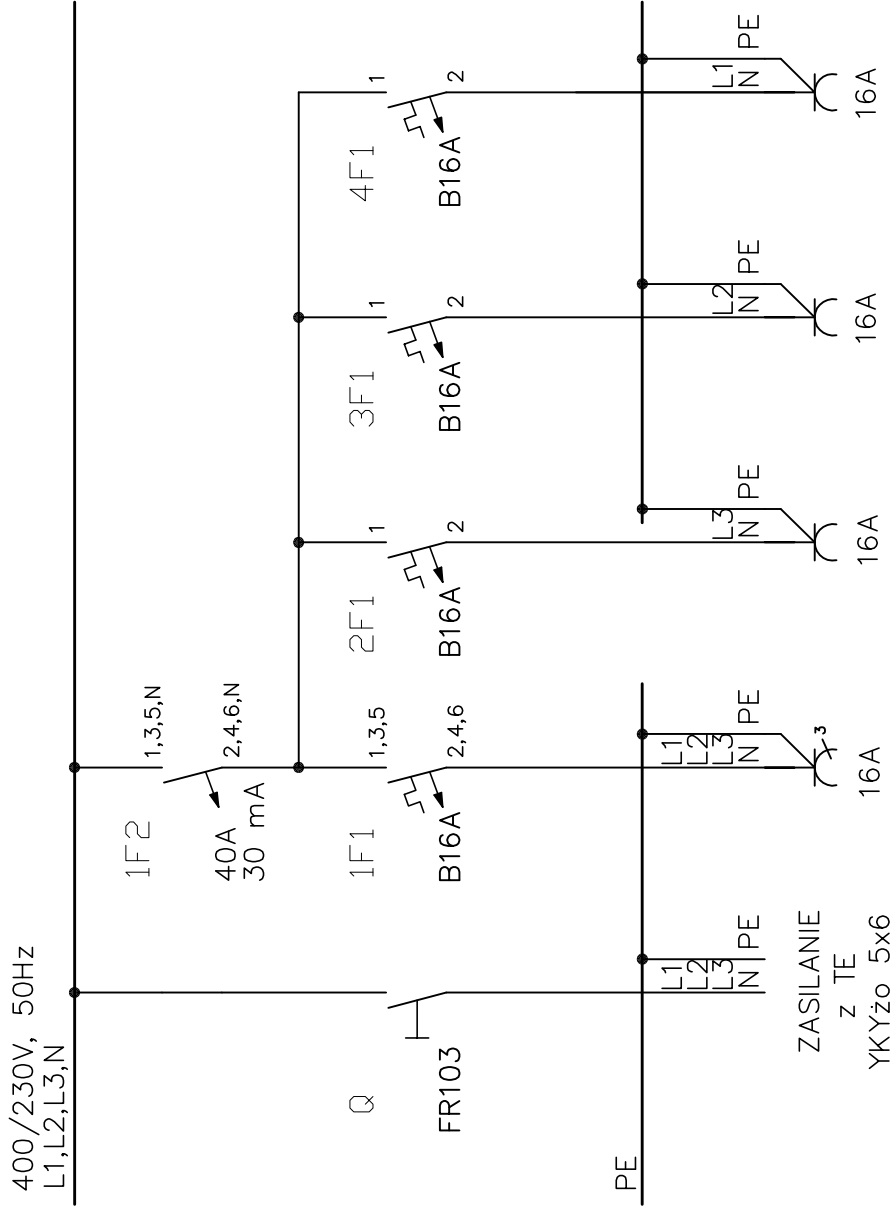 400/230V, 50Hz
L1,L2,L3,N
1F2
1,3,5,N
2,4,6,N
40A
30 mA
Q
FR103
1F1
1,3,5
2,4,6
B16A
2F1
1
2
B16A
3F1
1
2
B16A
4F1
1
2
B16A
PE
L1
L2
L3
N
PE
L1
L2
L3
N
PE
L3
N
PE
L2
N
PE
L1
N
PE
ZASILANIE
z TE
YKYżo 5x6
3
16A
16A
16A
16A